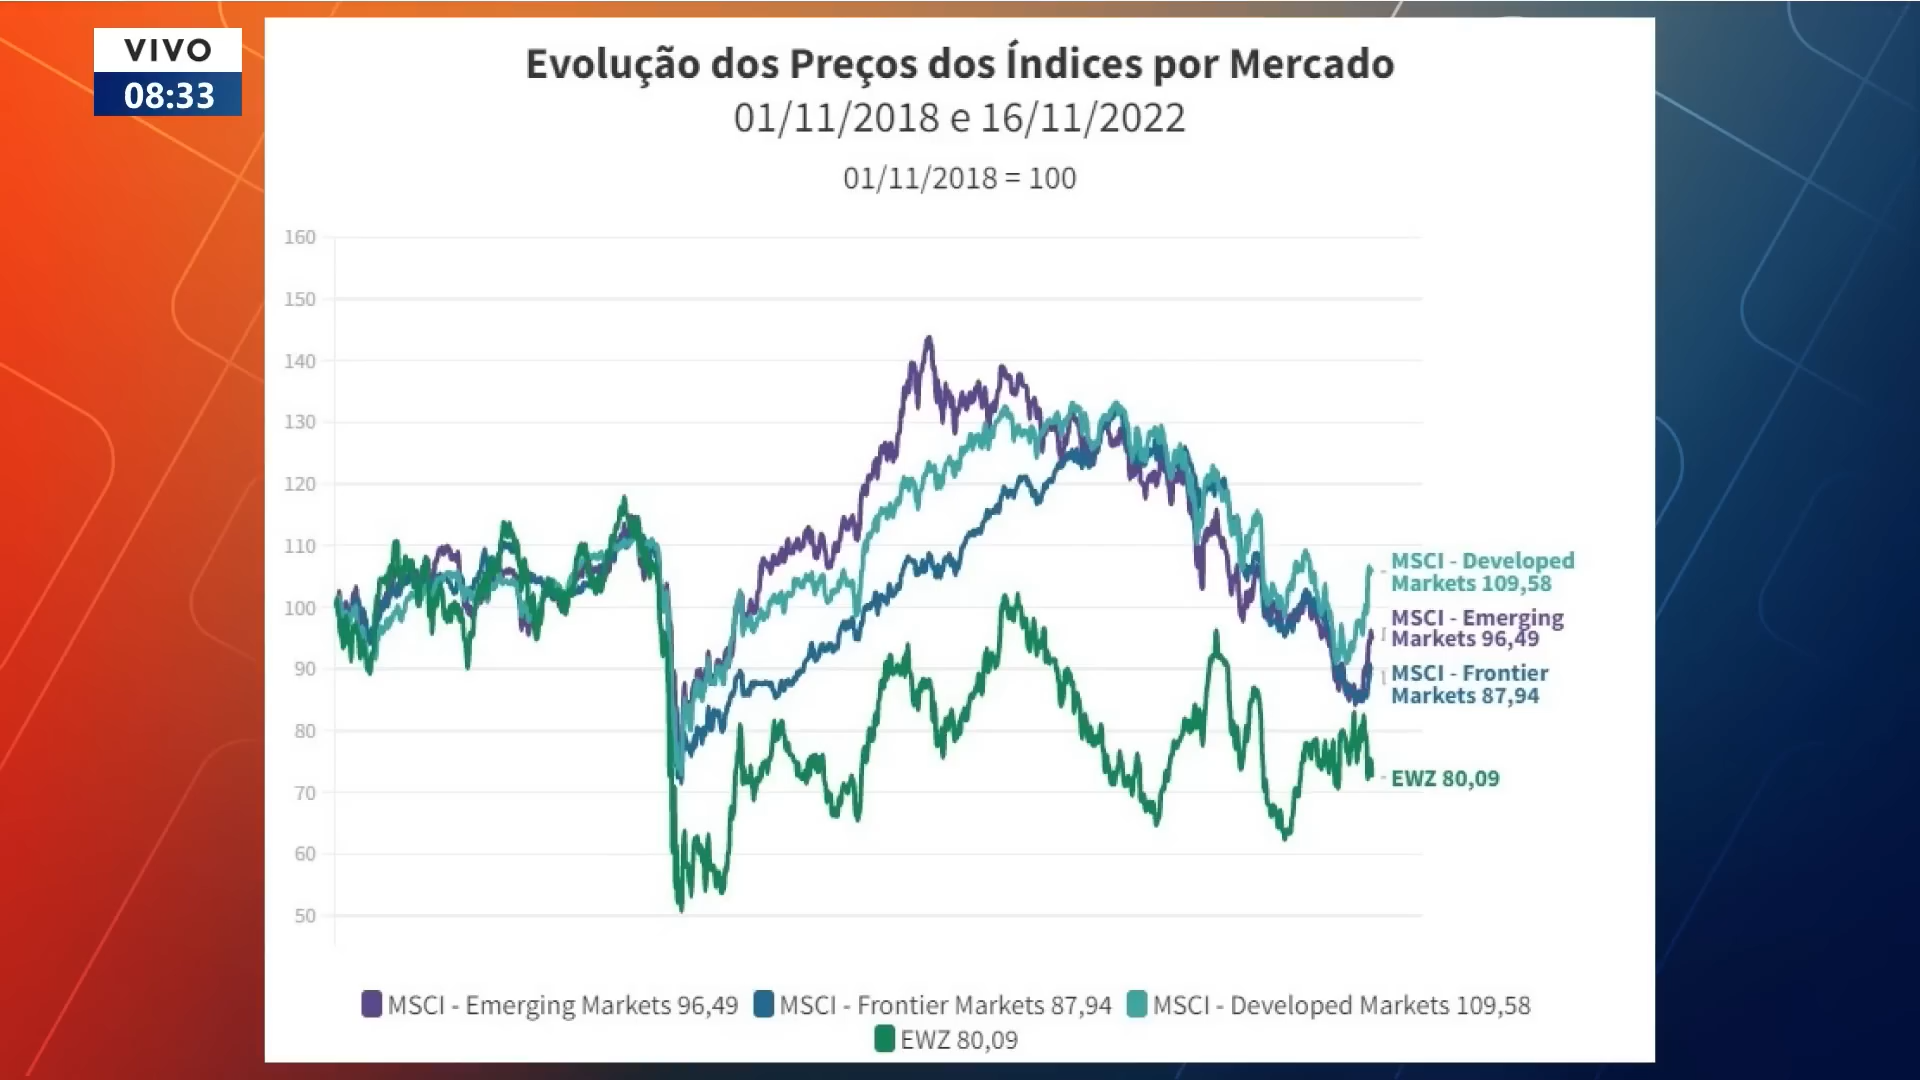 VIVO
08:33
Evolução dos Preços dos Índices por Mercado
01/11/2018 e 16/11/2022
01/11/2018 = 100
160
150
140
130
120
110
100
90
80
70
60
50
MSCI - Developed
Markets 109,58
MSCI - Emerging
Markets 96,49
MSCI - Frontier
Markets 87,94
EWZ 80,09
MSCI - Emerging Markets 96,49 MSCI - Frontier Markets 87,94 MSCI - Developed Markets 109,58
EWZ 80,09